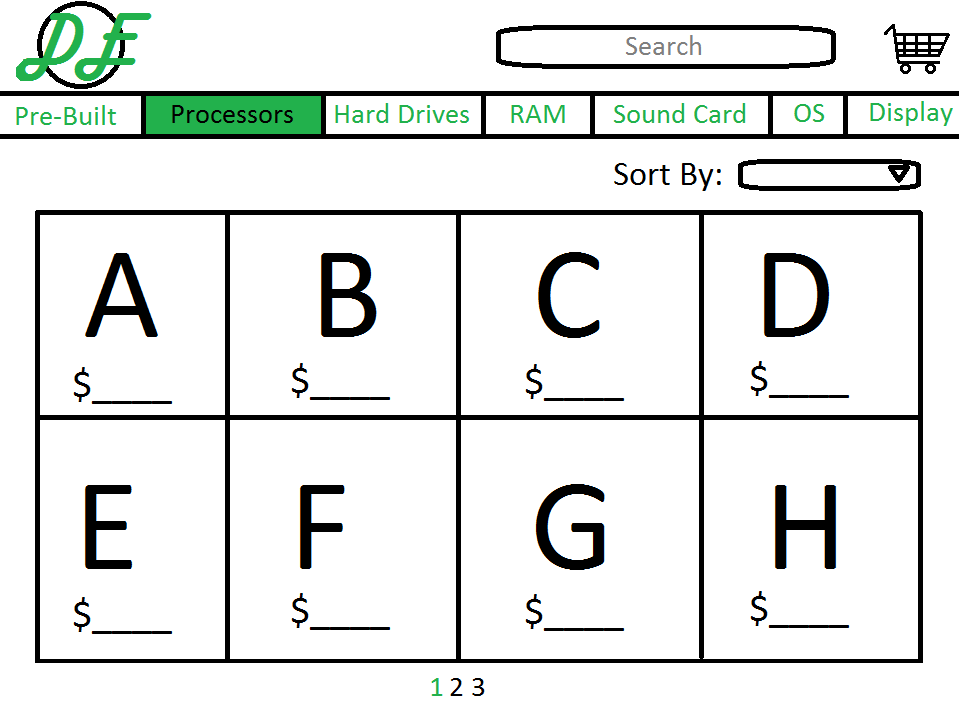 DE
Search
Pre-Built Processors Hard Drives RAM Sound Card OS Display
Sort By:
A B C D
$____ $____ $____ $____
E F G H
$____ $____ $____ $____
1 2 3